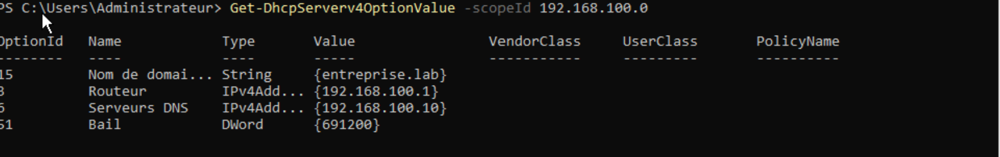 PS C:\Users\Administrateur> Get-DhcpServerv4OptionValue -scopeId 192.168.100.0
OptionId Name Type Value VendorClass UserClass PolicyName
-------- ---- ---- ----- ----------- --------- ----------
15 Nom de domai... String {entreprise.lab}
3 Routeur IPv4Add... {192.168.100.1}
6 Serveurs DNS IPv4Add... {192.168.100.10}
51 Bail DWord {691200}